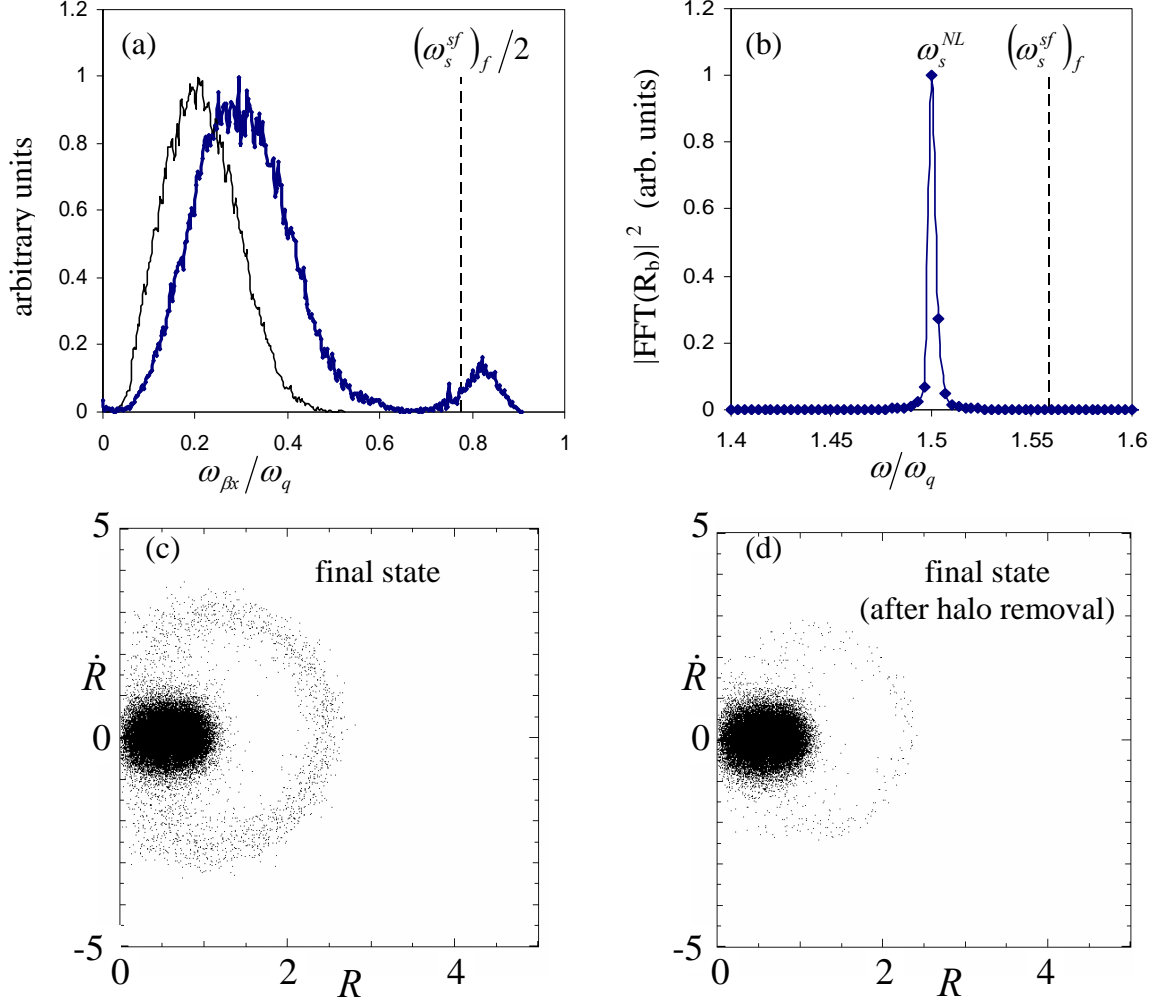 (a)
(ω_s^{sf})_f/2
arbitrary units
1.2
1
0.8
0.6
0.4
0.2
0
0
0.2
0.4
0.6
0.8
1
ω_{βx}/ω_q
(b)
ω_s^{NL}
(ω_s^{sf})_f
|FFT(R_b)|² (arb. units)
1.2
1
0.8
0.6
0.4
0.2
0
1.4
1.45
1.5
1.55
1.6
ω/ω_q
(c)
final state
5
Ṙ
0
-5
0
2
4
R
(d)
final state
(after halo removal)
5
Ṙ
0
-5
0
2
4
R